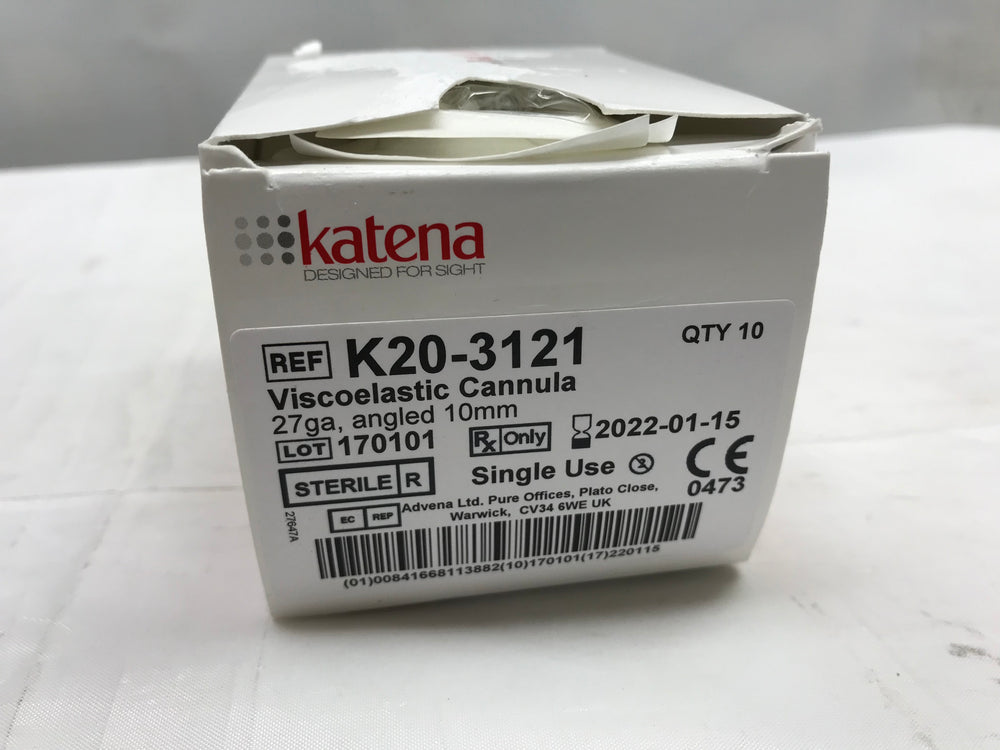 katena
DESIGNED FOR SIGHT
REF K20-3121 QTY 10
Viscoelastic Cannula
27ga, angled 10mm
LOT 170101 Rx Only 2022-01-15
STERILE R Single Use 2 CE
0473
EC REP Advena Ltd. Pure Offices, Plato Close,
Warwick, CV34 6WE UK
27647A
(01)00841668113882(10)170101(17)220115